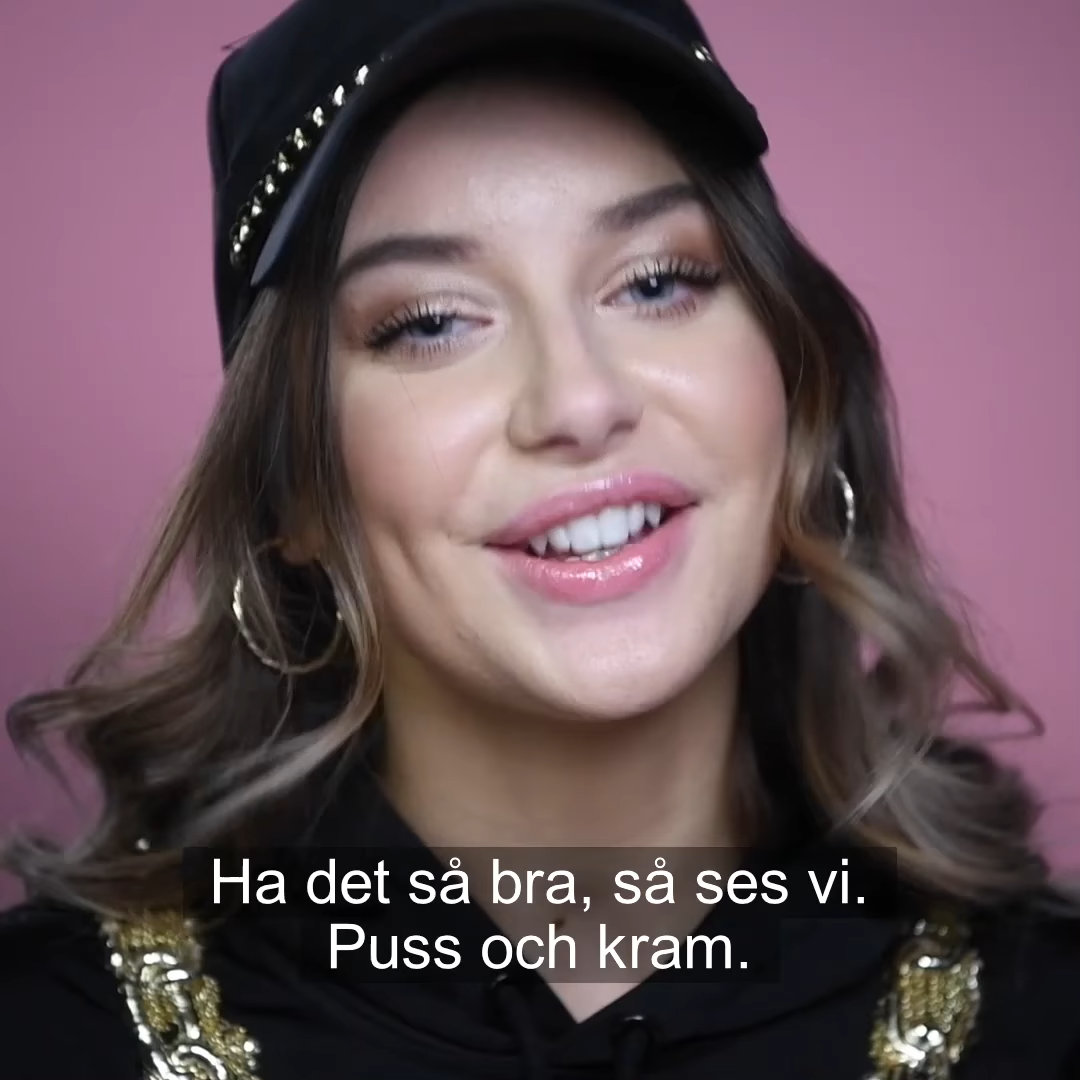 Ha det så bra, så ses vi.
Puss och kram.